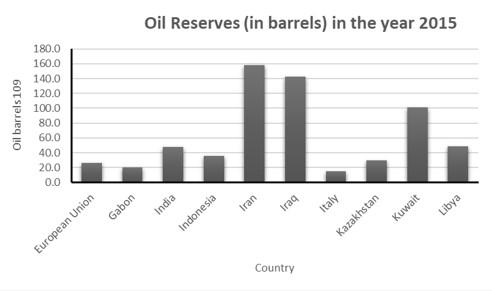 Oil Reserves (in barrels) in the year 2015
180.0
160.0
140.0
120.0
100.0
80.0
60.0
40.0
20.0
0.0
Oil barrels109
European Union
Gabon
India
Indonesia
Iran
Iraq
Italy
Kazakhstan
Kuwait
Libya
Country